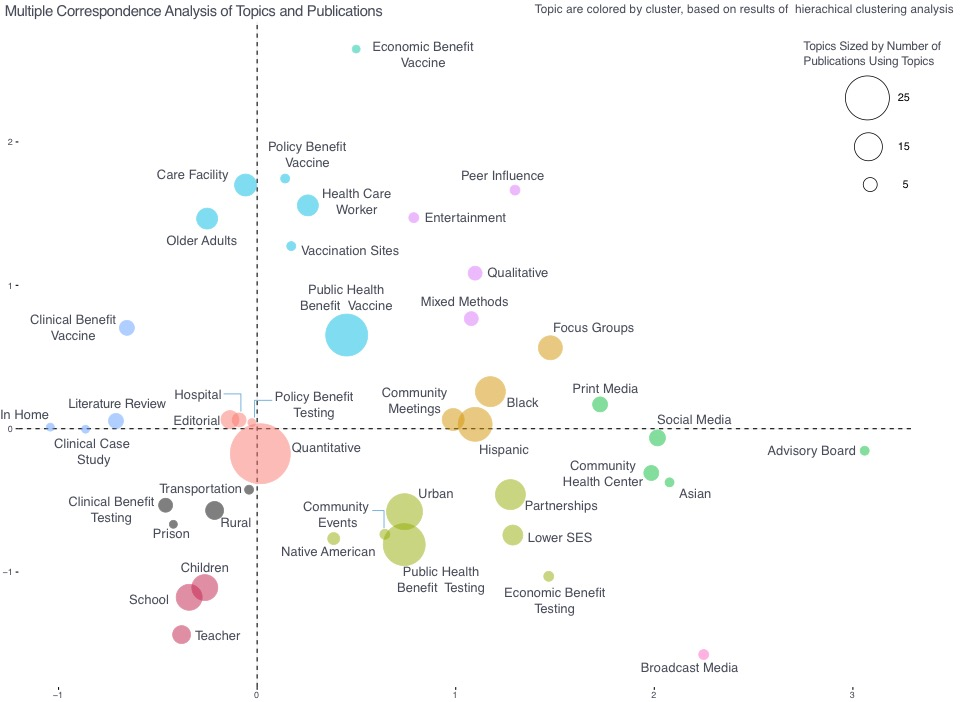 Multiple Correspondence Analysis of Topics and Publications
Topic are colored by cluster, based on results of hierachical clustering analysis
Topics Sized by Number of
Publications Using Topics
25
15
5
Economic Benefit
Vaccine
2
Policy Benefit
Vaccine
Care Facility
Peer Influence
Health Care
Worker
Entertainment
Older Adults
Vaccination Sites
Qualitative
1
Public Health
Benefit Vaccine
Mixed Methods
Clinical Benefit
Vaccine
Focus Groups
Print Media
Hospital
Policy Benefit
Testing
Community
Meetings
Black
Literature Review
In Home
Editorial
Social Media
0
Clinical Case
Study
Quantitative
Hispanic
Advisory Board
Community
Health Center
Asian
Transportation
Clinical Benefit
Testing
Urban
Partnerships
Community
Events
Rural
Prison
Native American
Lower SES
Children
−1
Public Health
Benefit Testing
School
Economic Benefit
Testing
Teacher
Broadcast Media
−1
0
1
2
3